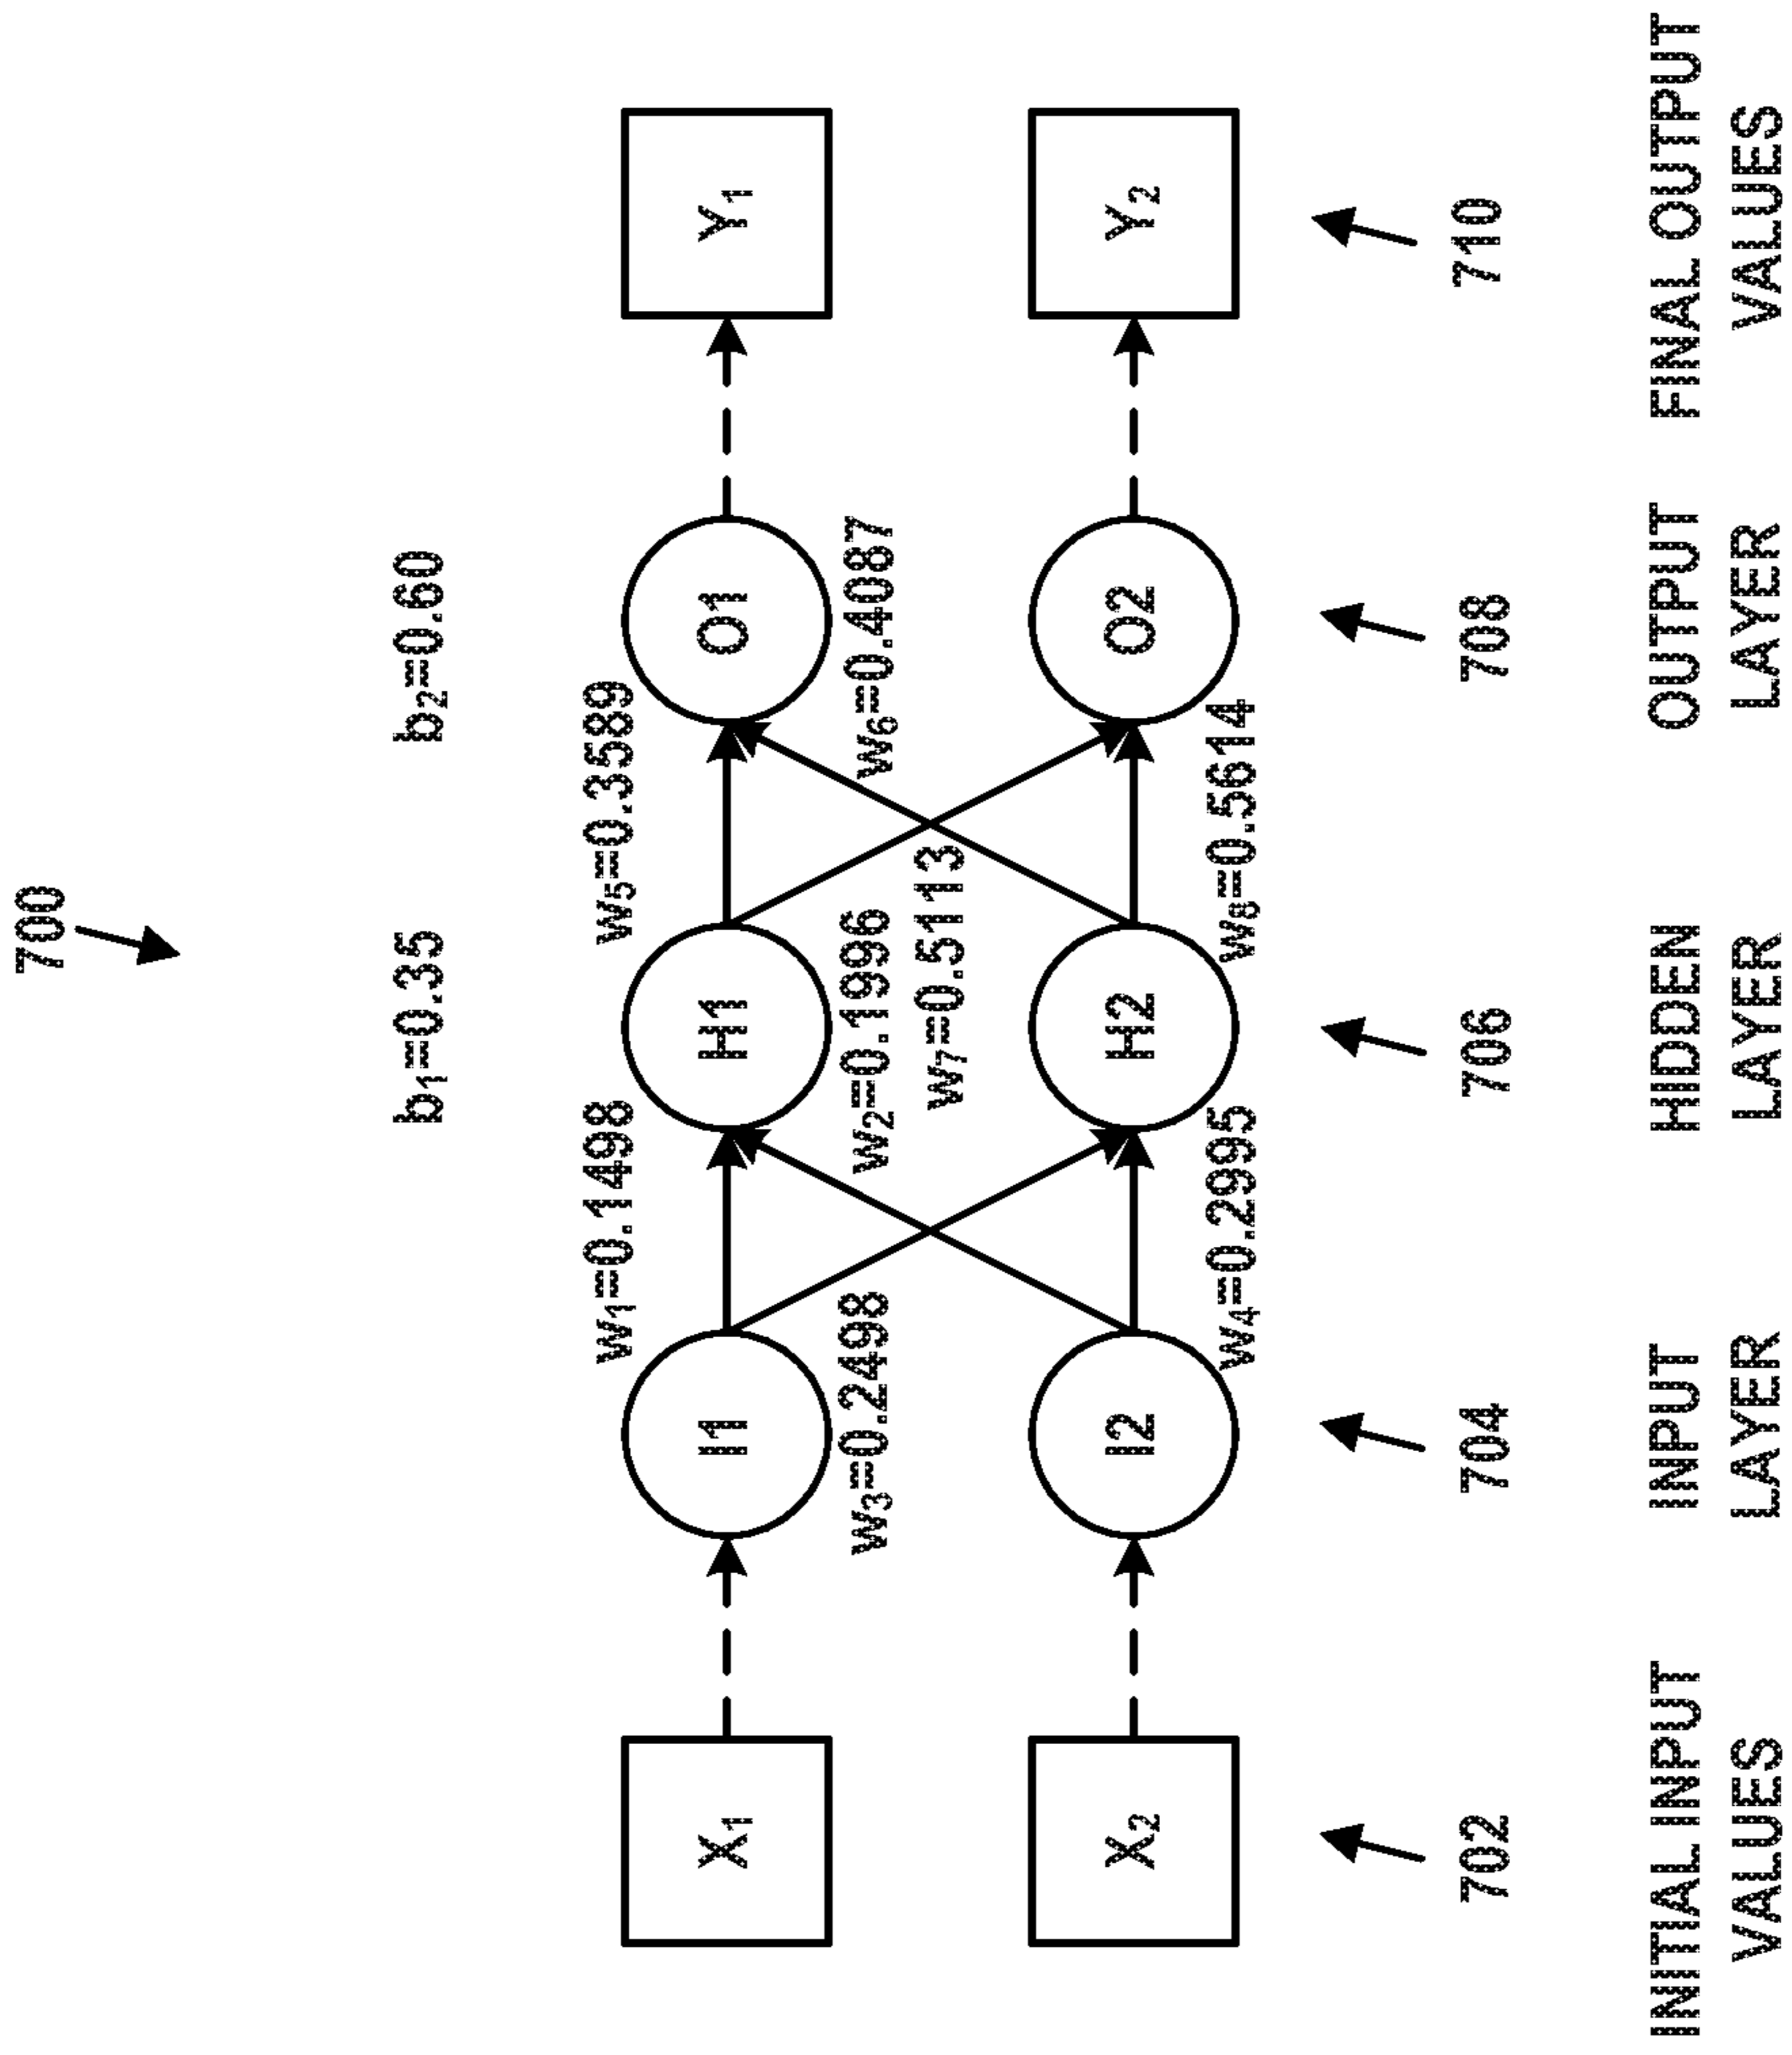 700
b₁=0.35
b₂=0.60
w₁=0.1498
w₅=0.3589
X₁
I1
H1
O1
Y₁
w₃=0.2498
w₂=0.1996
w₆=0.4087
w₇=0.5113
X₂
I2
H2
O2
Y₂
w₄=0.2995
w₈=0.5614
702
704
706
708
710
INITIAL INPUT
VALUES
INPUT
LAYER
HIDDEN
LAYER
OUTPUT
LAYER
FINAL OUTPUT
VALUES